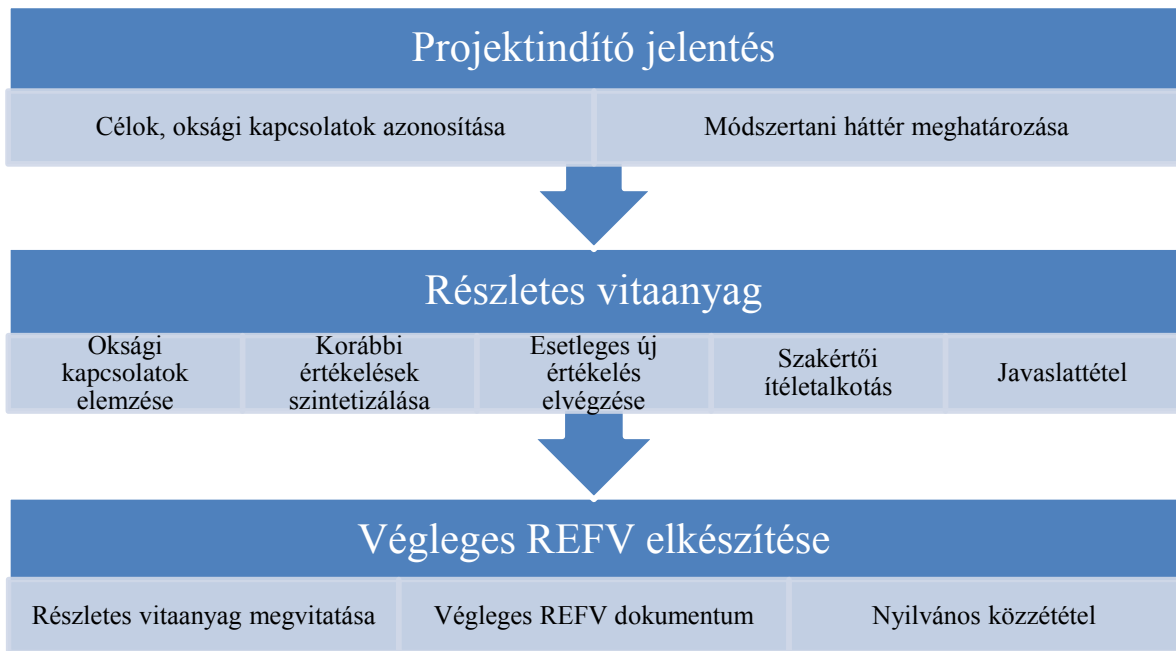 Projektindító jelentés
Célok, oksági kapcsolatok azonosítása
Módszertani háttér meghatározása
Részletes vitaanyag
Oksági
kapcsolatok
elemzése
Korábbi
értékelések
szintetizálása
Esetleges új
értékelés
elvégzése
Szakértői
ítéletalkotás
Javaslattétel
Végleges REFV elkészítése
Részletes vitaanyag megvitatása
Végleges REFV dokumentum
Nyilvános közzététel